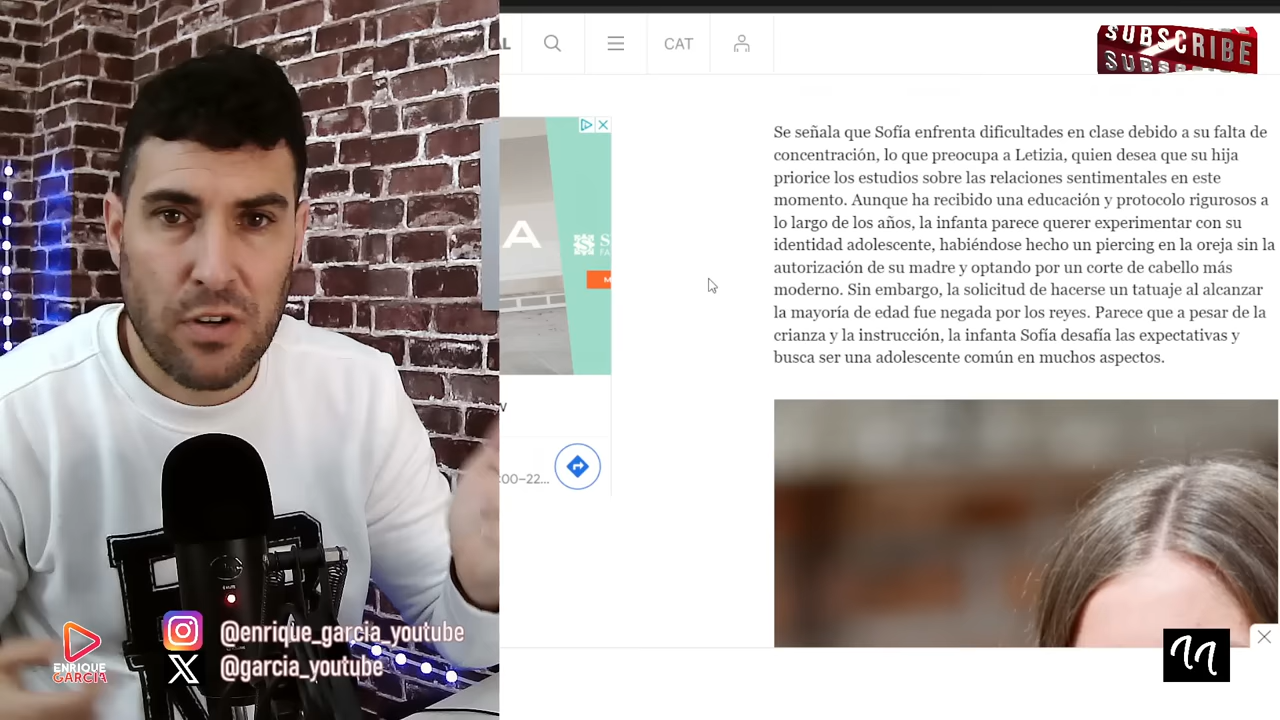 SUBSCRIBE
SUBSCRIBE
CAT
A
Se señala que Sofía enfrenta dificultades en clase debido a su falta de
concentración, lo que preocupa a Letizia, quien desea que su hija
priorice los estudios sobre las relaciones sentimentales en este
momento. Aunque ha recibido una educación y protocolo rigurosos a
lo largo de los años, la infanta parece querer experimentar con su
identidad adolescente, habiéndose hecho un piercing en la oreja sin la
autorización de su madre y optando por un corte de cabello más
moderno. Sin embargo, la solicitud de hacerse un tatuaje al alcanzar
la mayoría de edad fue negada por los reyes. Parece que a pesar de la
crianza y la instrucción, la infanta Sofía desafía las expectativas y
busca ser una adolescente común en muchos aspectos.
:00–22...
@enrique_garcia_youtube
@garcia_youtube
ENRIQUE
GARCIA